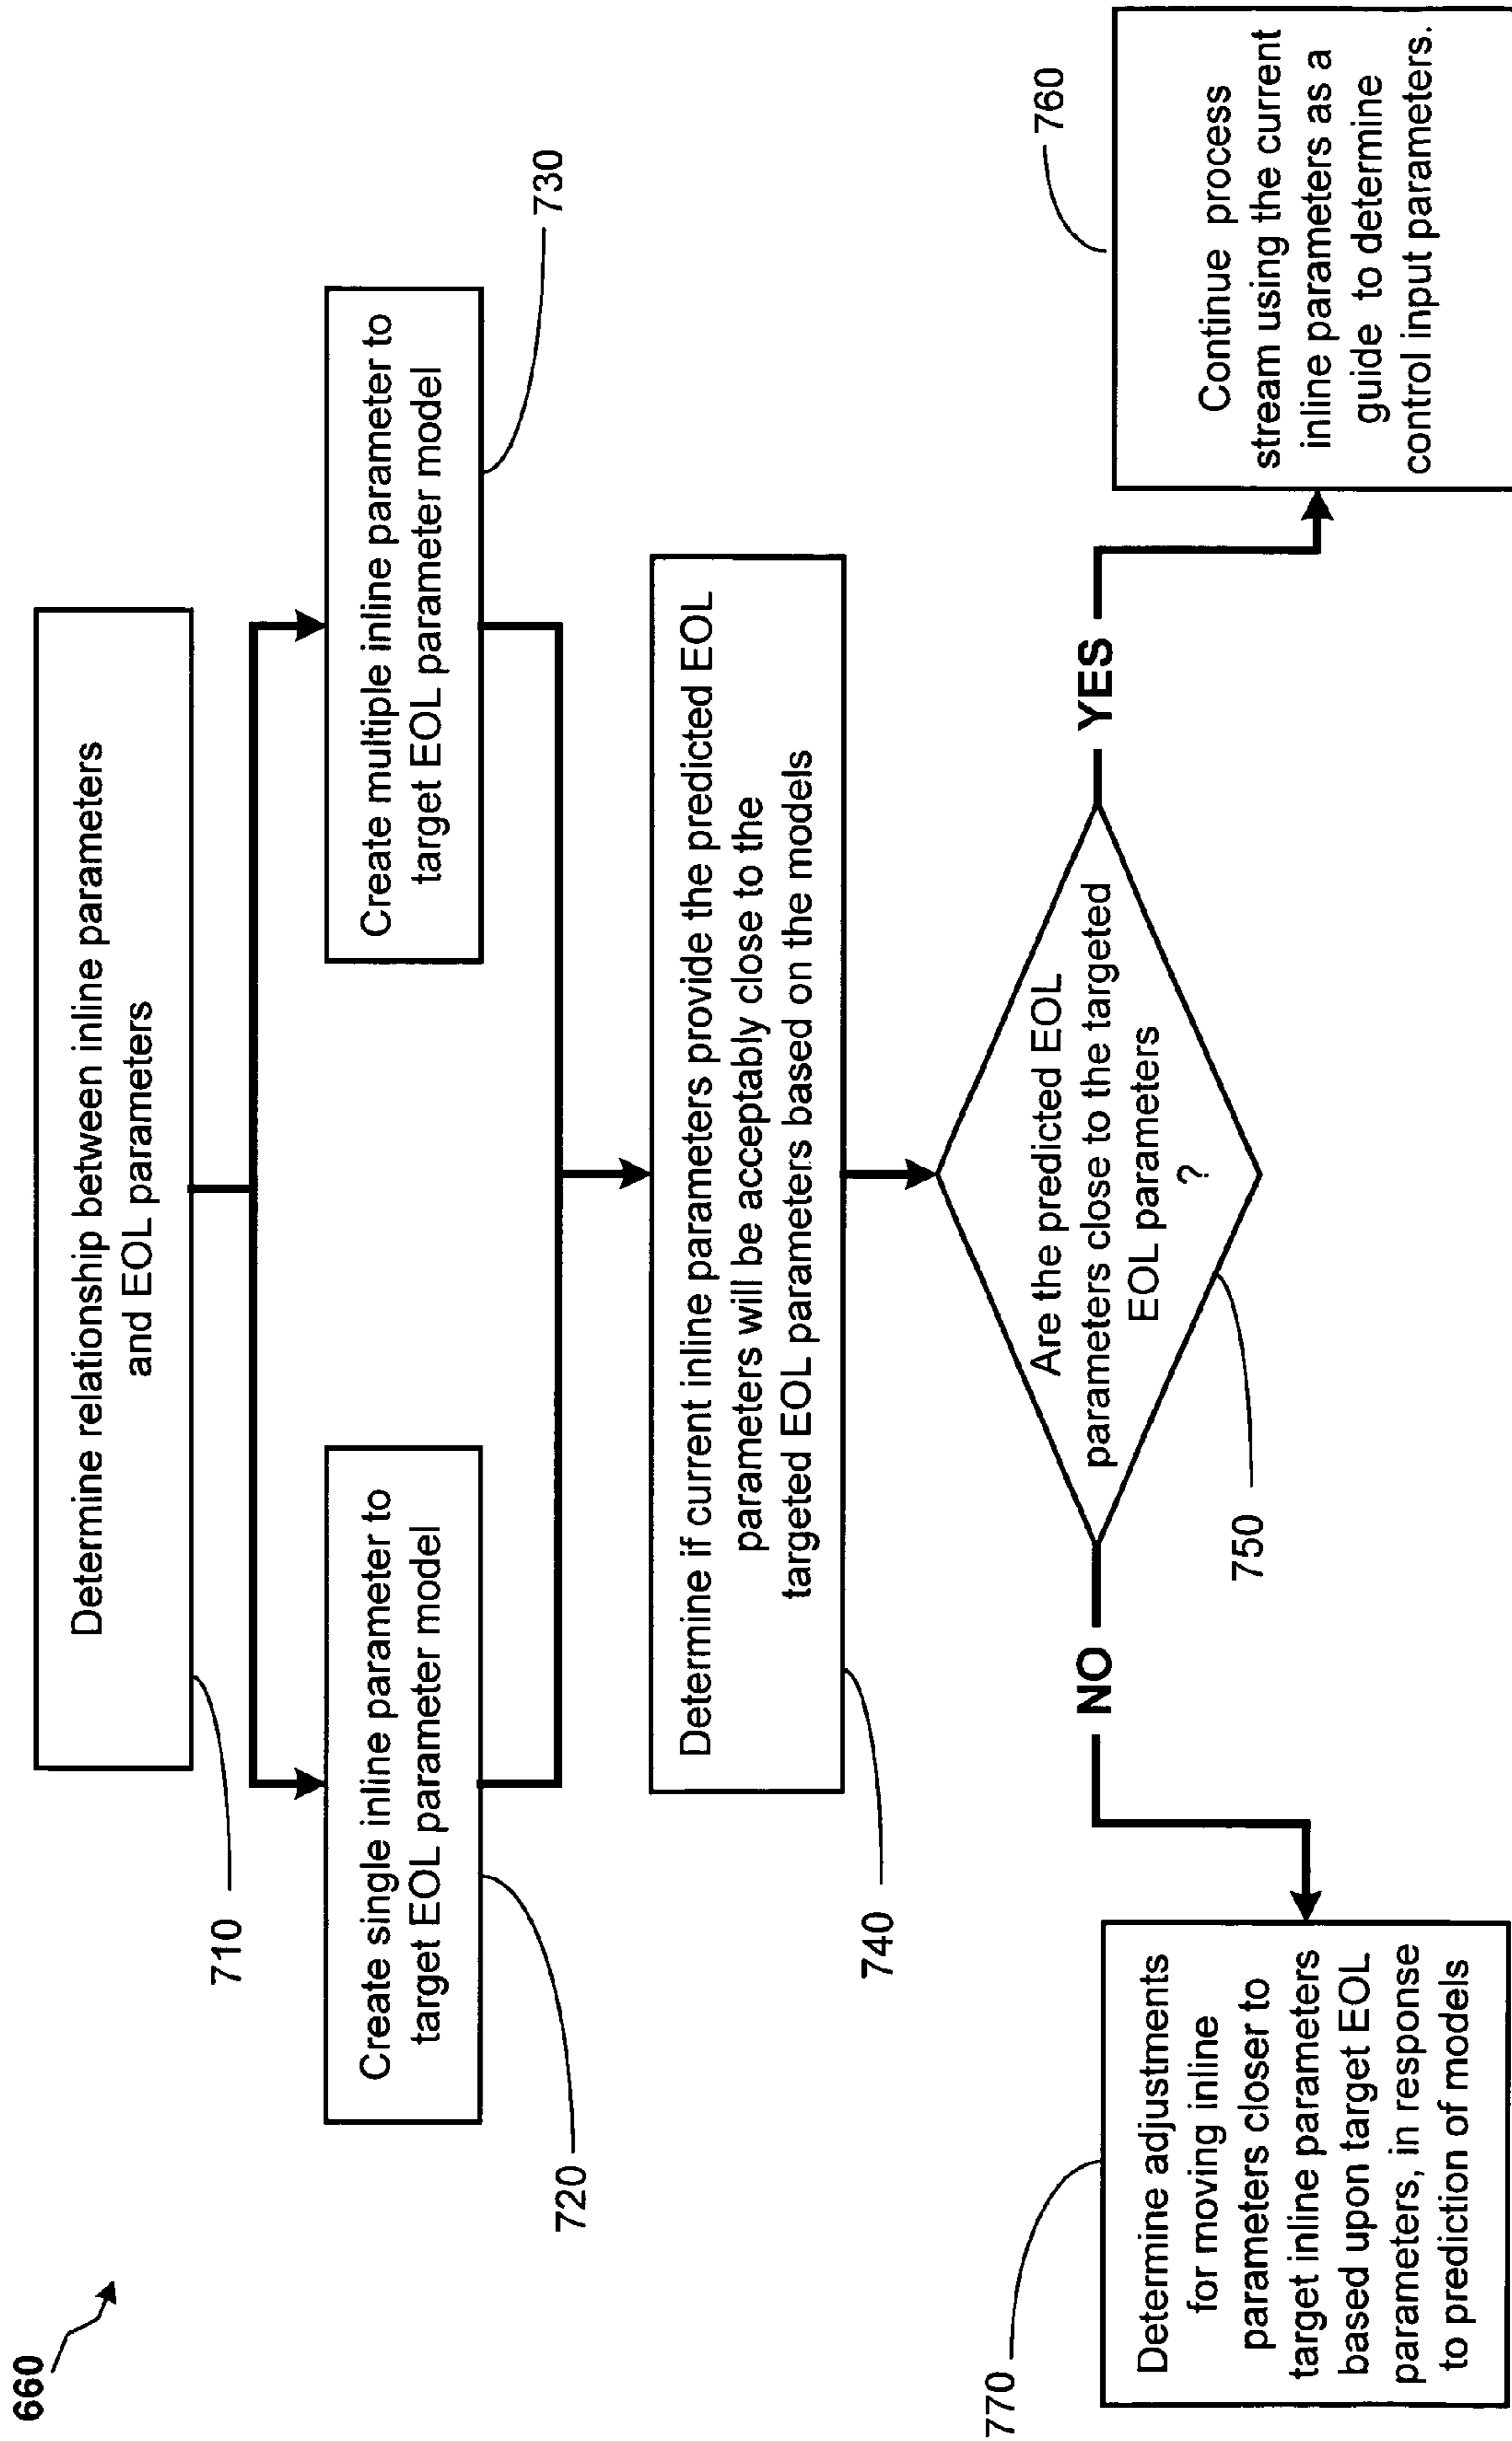 660
Determine relationship between inline parameters
and EOL parameters
710
Create single inline parameter to
target EOL parameter model
720
Create multiple inline parameter to
target EOL parameter model
730
Determine if current inline parameters provide the predicted EOL
parameters will be acceptably close to the
targeted EOL parameters based on the models
740
Are the predicted EOL
parameters close to the targeted
EOL parameters
?
750
NO
YES
770
Determine adjustments
for moving inline
parameters closer to
target inline parameters
based upon target EOL
parameters, in response
to prediction of models
760
Continue process
stream using the current
inline parameters as a
guide to determine
control input parameters.